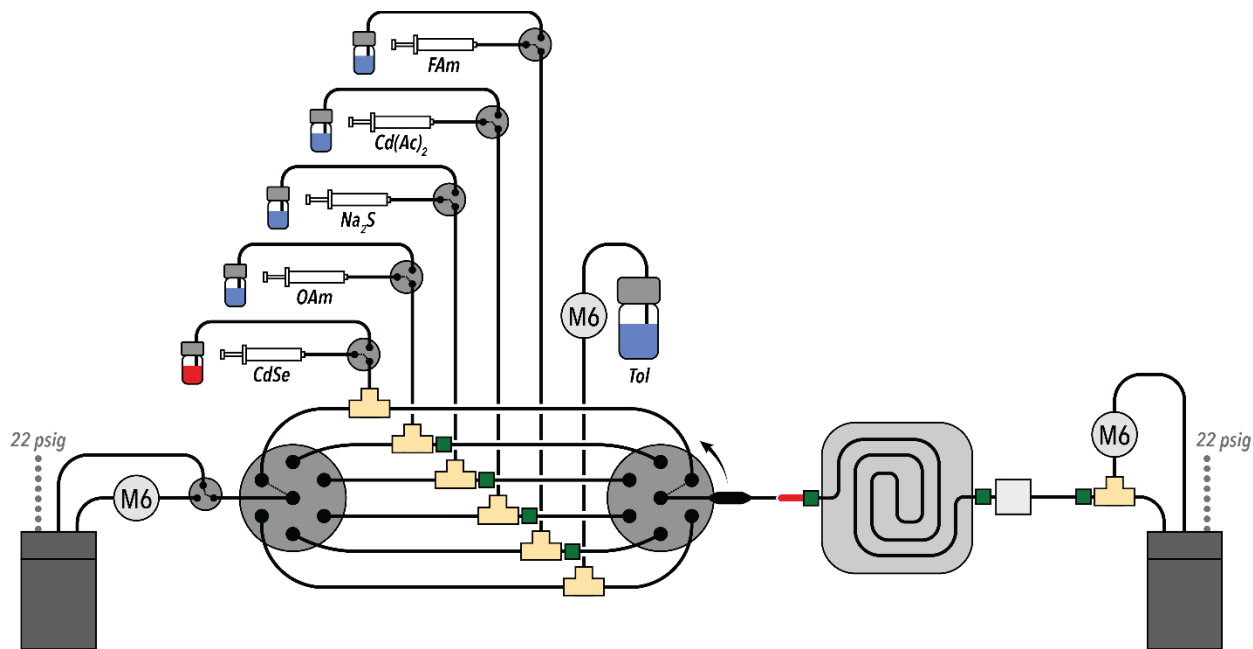 FAm
Cd(Ac)2
Na2S
OAm
CdSe
M6
Tol
22 psig
M6
M6
22 psig